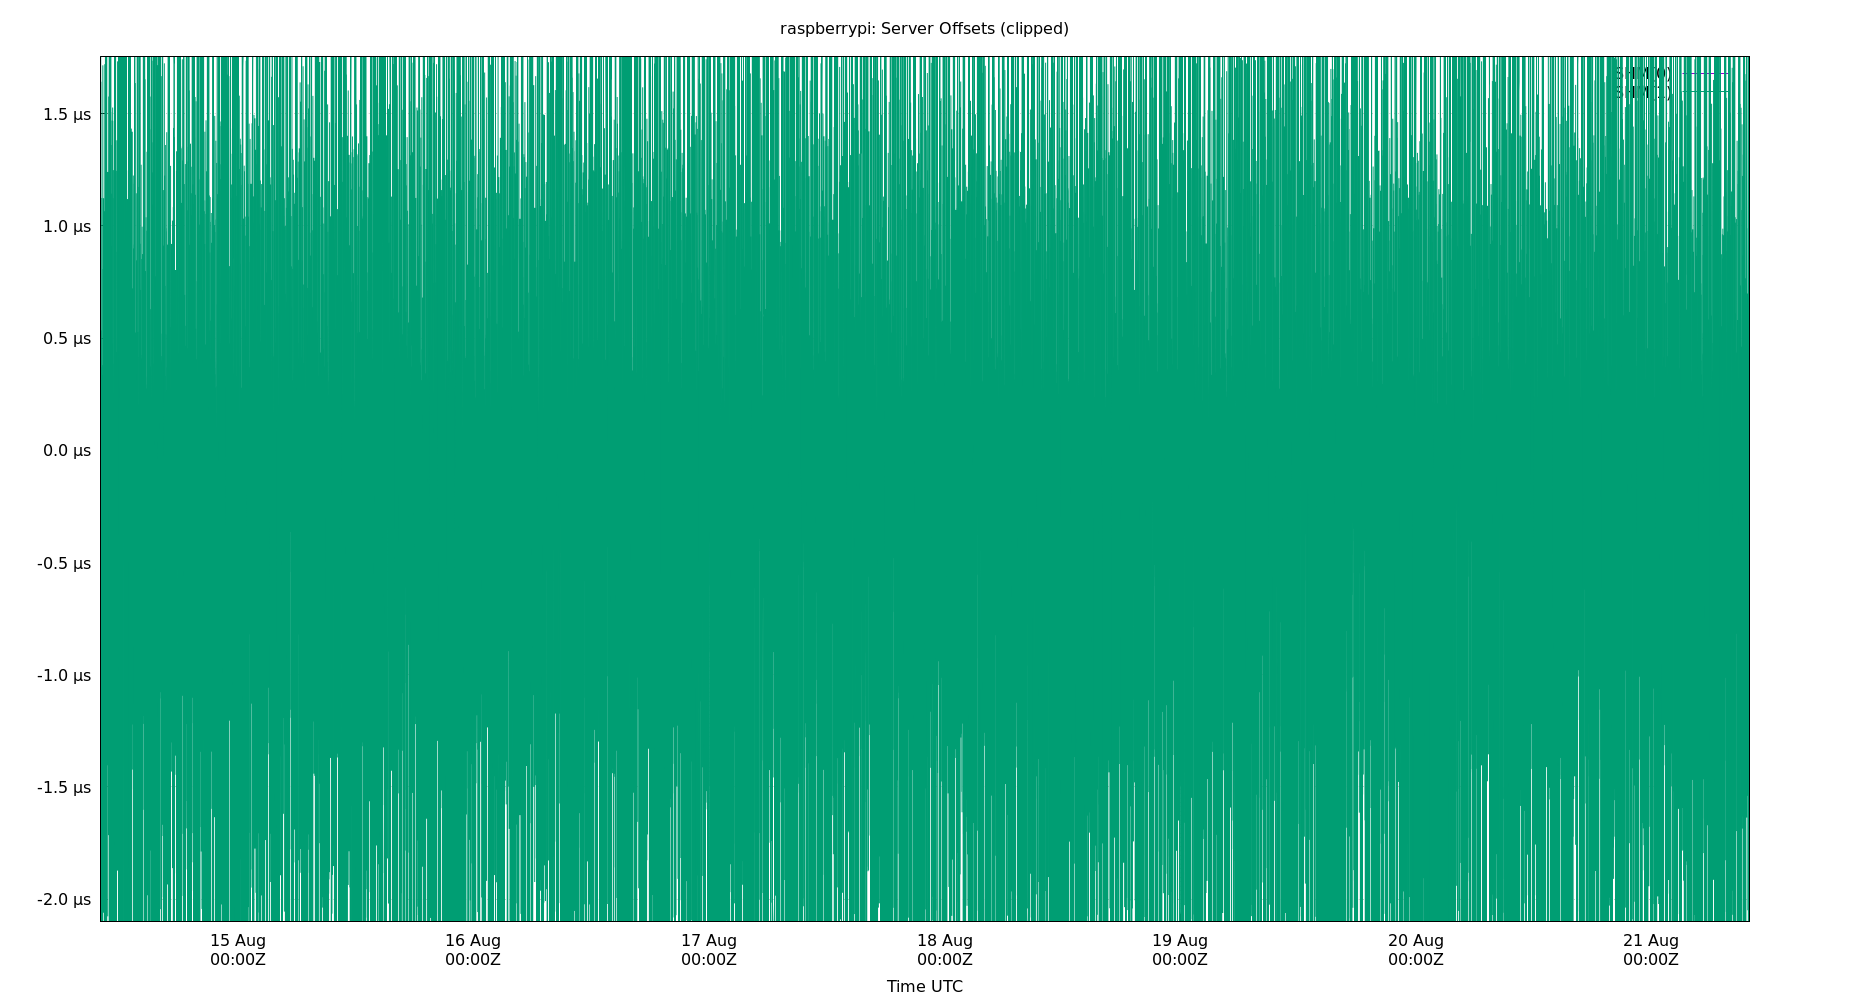 raspberrypi: Server Offsets (clipped)
SHM(0)
1.5 µs
1.0 µs
0.5 µs
0.0 µs
-0.5 µs
-1.0 µs
-1.5 µs
-2.0 µs
15 Aug 16 Aug 17 Aug 18 Aug 19 Aug 20 Aug 21 Aug
00:00Z 00:00Z 00:00Z 00:00Z 00:00Z 00:00Z 00:00Z
Time UTC